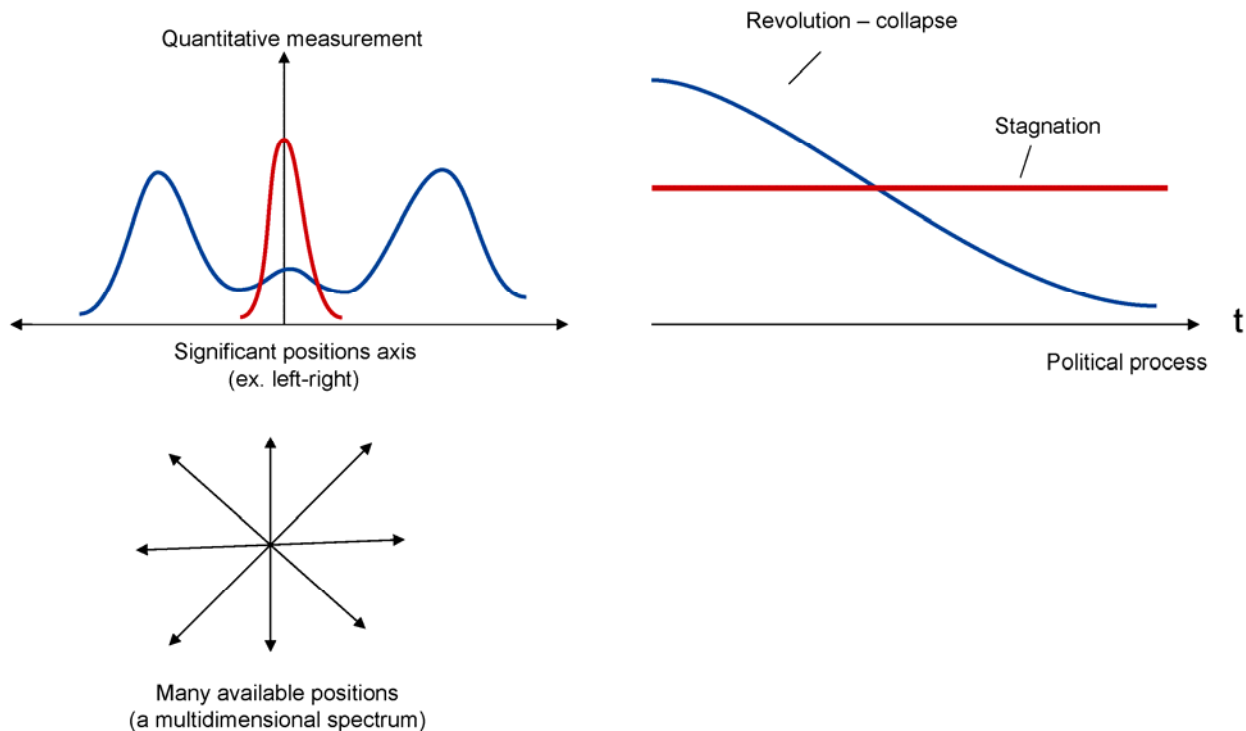 Quantitative measurement
Significant positions axis
(ex. left-right)
Revolution – collapse
Stagnation
t
Political process
Many available positions
(a multidimensional spectrum)